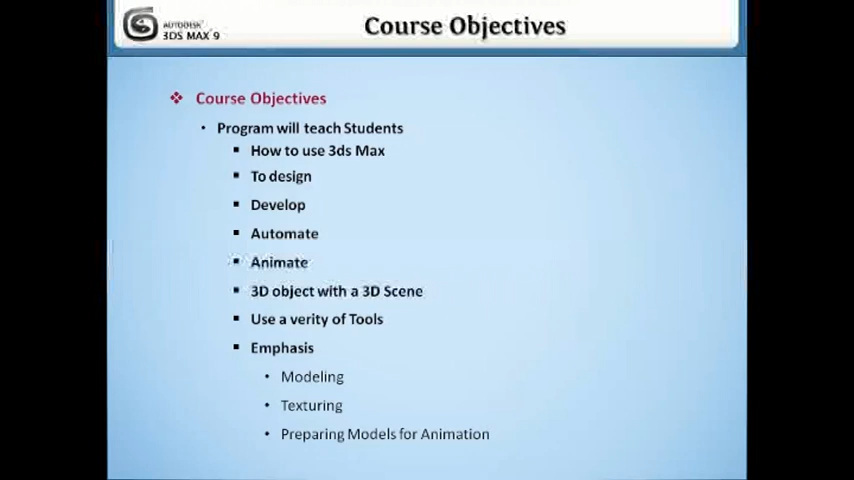 AUTODESK
3DS MAX 9
Course Objectives
Course Objectives
Program will teach Students
How to use 3ds Max
To design
Develop
Automate
Animate
3D object with a 3D Scene
Use a verity of Tools
Emphasis
Modeling
Texturing
Preparing Models for Animation